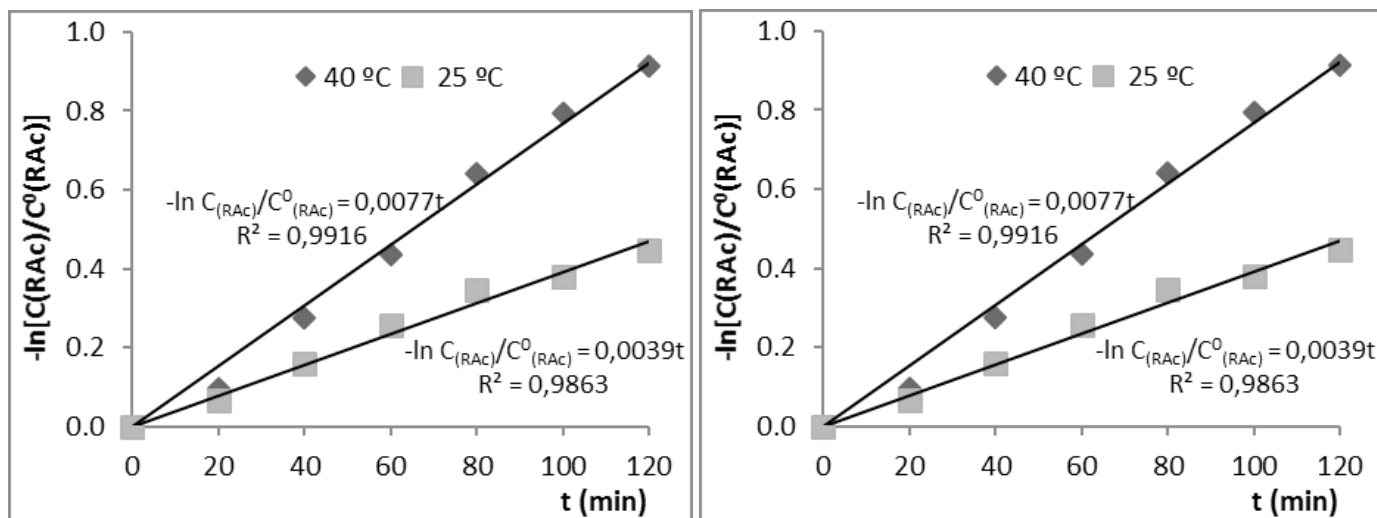 -ln[C(RAc)/C⁰(RAc)]
1.0
0.8
0.6
0.4
0.2
0.0
40 ºC 25 ºC
-ln C(RAc)/C⁰(RAc) = 0,0077t
R² = 0,9916
-ln C(RAc)/C⁰(RAc) = 0,0039t
R² = 0,9863
0 20 40 60 80 100 120
t (min)
-ln[C(RAc)/C⁰(RAc)]
1.0
0.8
0.6
0.4
0.2
0.0
40 ºC 25 ºC
-ln C(RAc)/C⁰(RAc) = 0,0077t
R² = 0,9916
-ln C(RAc)/C⁰(RAc) = 0,0039t
R² = 0,9863
0 20 40 60 80 100 120
t (min)